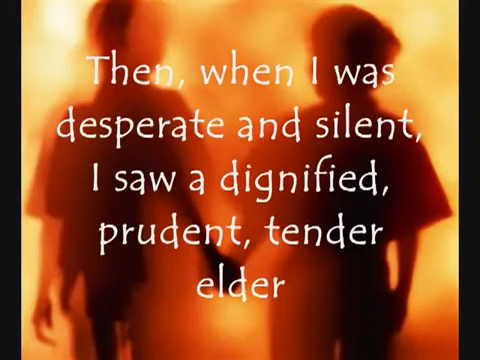 Then, when I was
desperate and silent,
I saw a dignified,
prudent, tender
elder